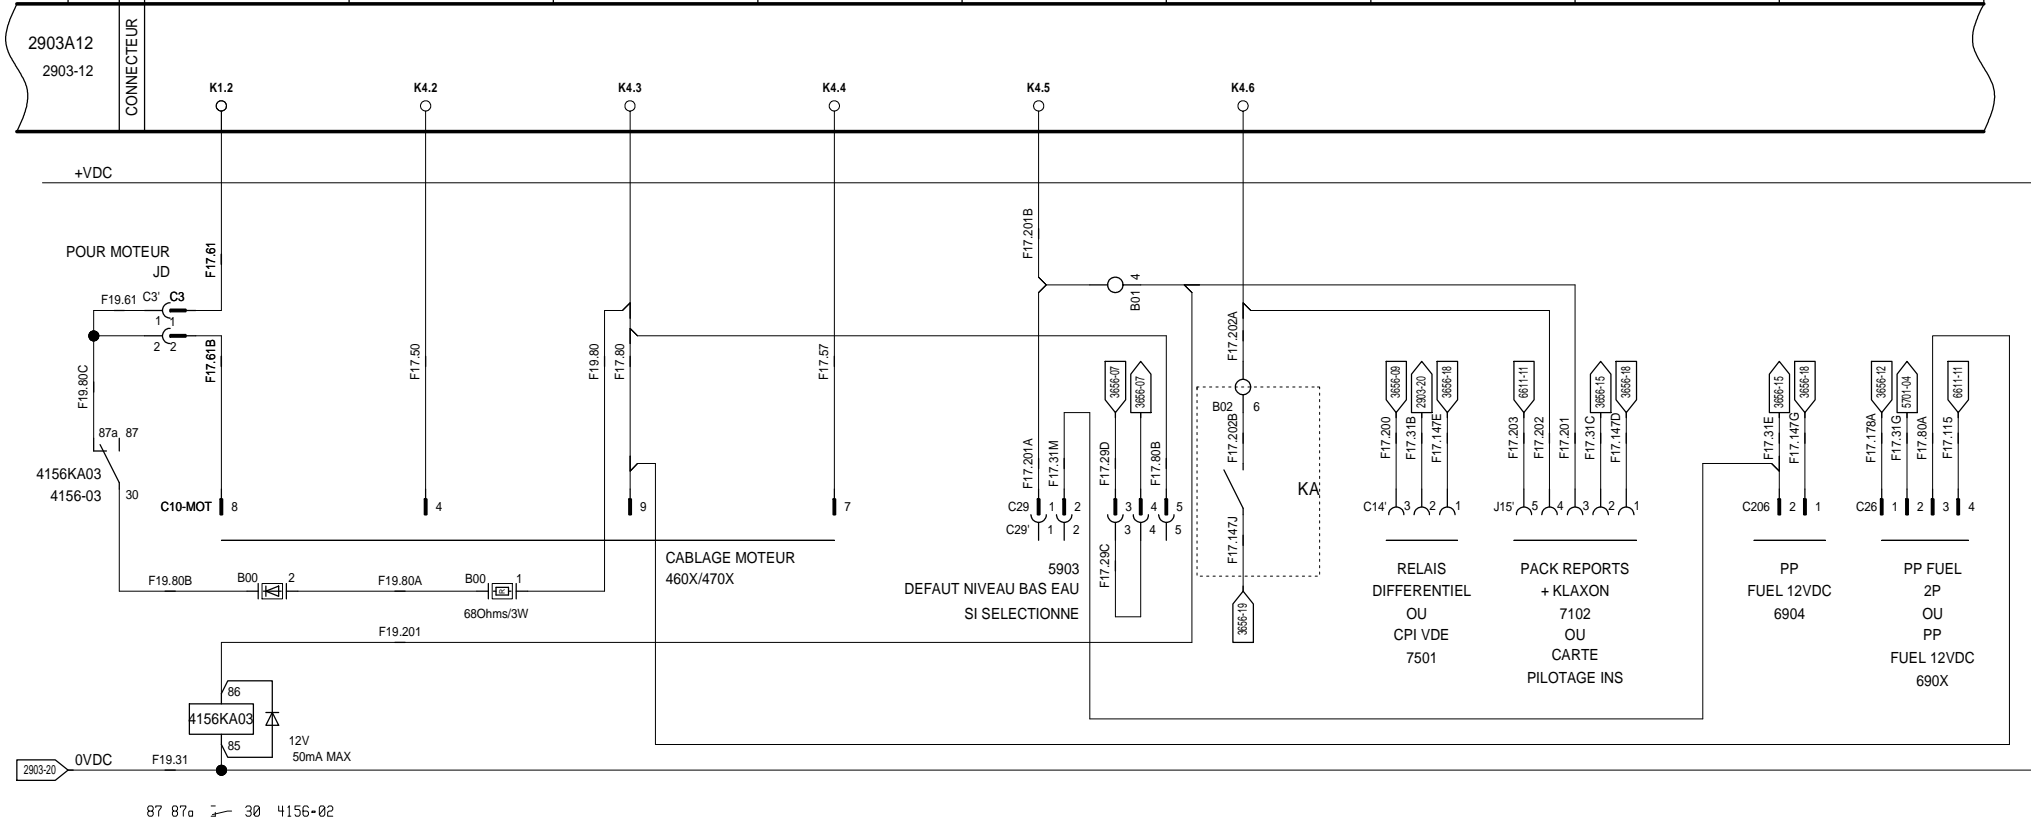 2903A12
2903-12
CONNECTEUR
K1.2
K4.2
K4.3
K4.4
K4.5
K4.6
+VDC
POUR MOTEUR
JD
F17.61
F19.61
C3'
C3
1
1
2
2
F17.61B
F17.50
F19.80
F17.80
F17.57
F17.201B
B01
4
F17.202A
F19.80C
87a
87
4156KA03
4156-03
30
C10-MOT
8
4
9
7
F17.201A
F17.31M
F17.29D
F17.80B
3656-07
3656-07
C29
1
2
3
4
5
C29'
1
2
3
4
5
F17.29C
B02
6
F17.202B
KA
F17.147J
3656-19
3656-09
2903-20
3656-18
F17.200
F17.31B
F17.147E
C14'
3
2
1
6611-11
3656-15
3656-18
F17.203
F17.202
F17.201
F17.31C
F17.147D
J15'
5
4
3
2
1
3656-15
3656-18
F17.31E
F17.147G
C206
2
1
3656-12
5701-04
6611-11
F17.178A
F17.31G
F17.80A
F17.115
C26
1
2
3
4
CABLAGE MOTEUR
460X/470X
F19.80B
B00
2
F19.80A
B00
R
1
68Ohms/3W
5903
DEFAUT NIVEAU BAS EAU
SI SELECTIONNE
RELAIS
DIFFERENTIEL
OU
CPI VDE
7501
PACK REPORTS
+ KLAXON
7102
OU
CARTE
PILOTAGE INS
PP
FUEL 12VDC
6904
PP FUEL
2P
OU
PP
FUEL 12VDC
690X
F19.201
86
4156KA03
85
12V
50mA MAX
2903-20
0VDC
F19.31
87 87a 30 4156-02